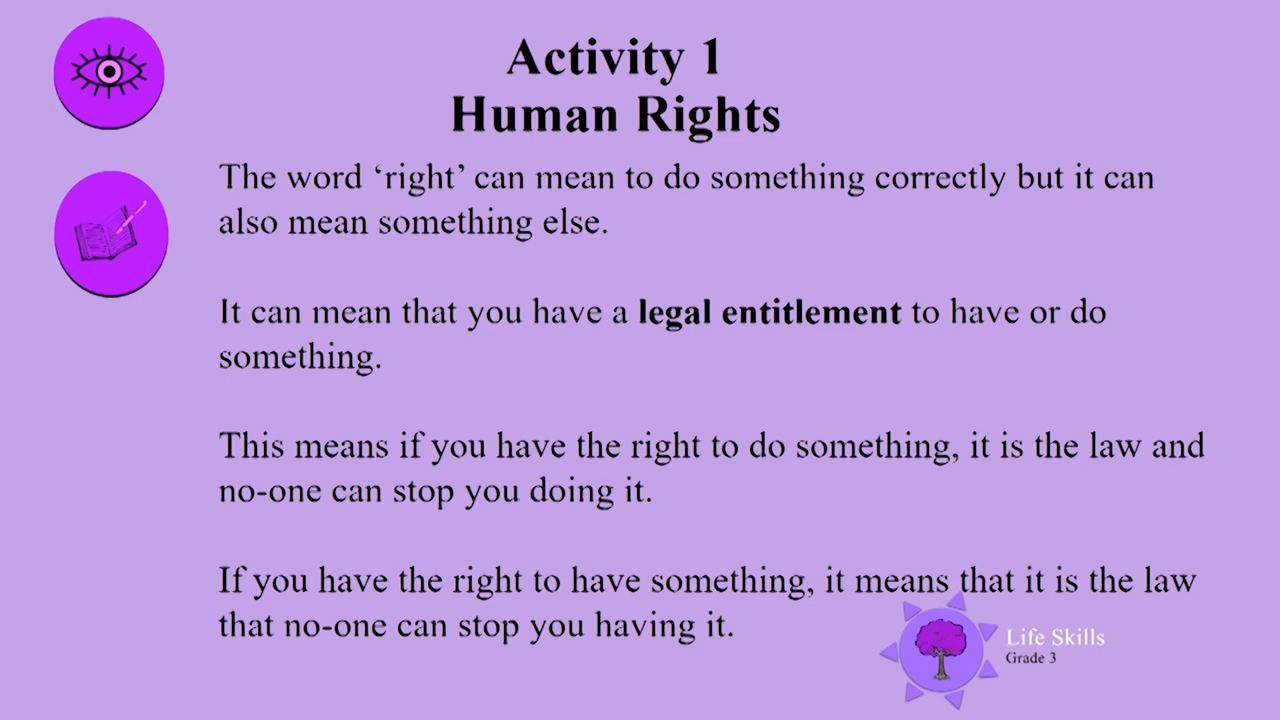 Activity 1
Human Rights
The word ‘right’ can mean to do something correctly but it can
also mean something else.
It can mean that you have a legal entitlement to have or do
something.
This means if you have the right to do something, it is the law and
no-one can stop you doing it.
If you have the right to have something, it means that it is the law
that no-one can stop you having it.
Life Skills
Grade 3